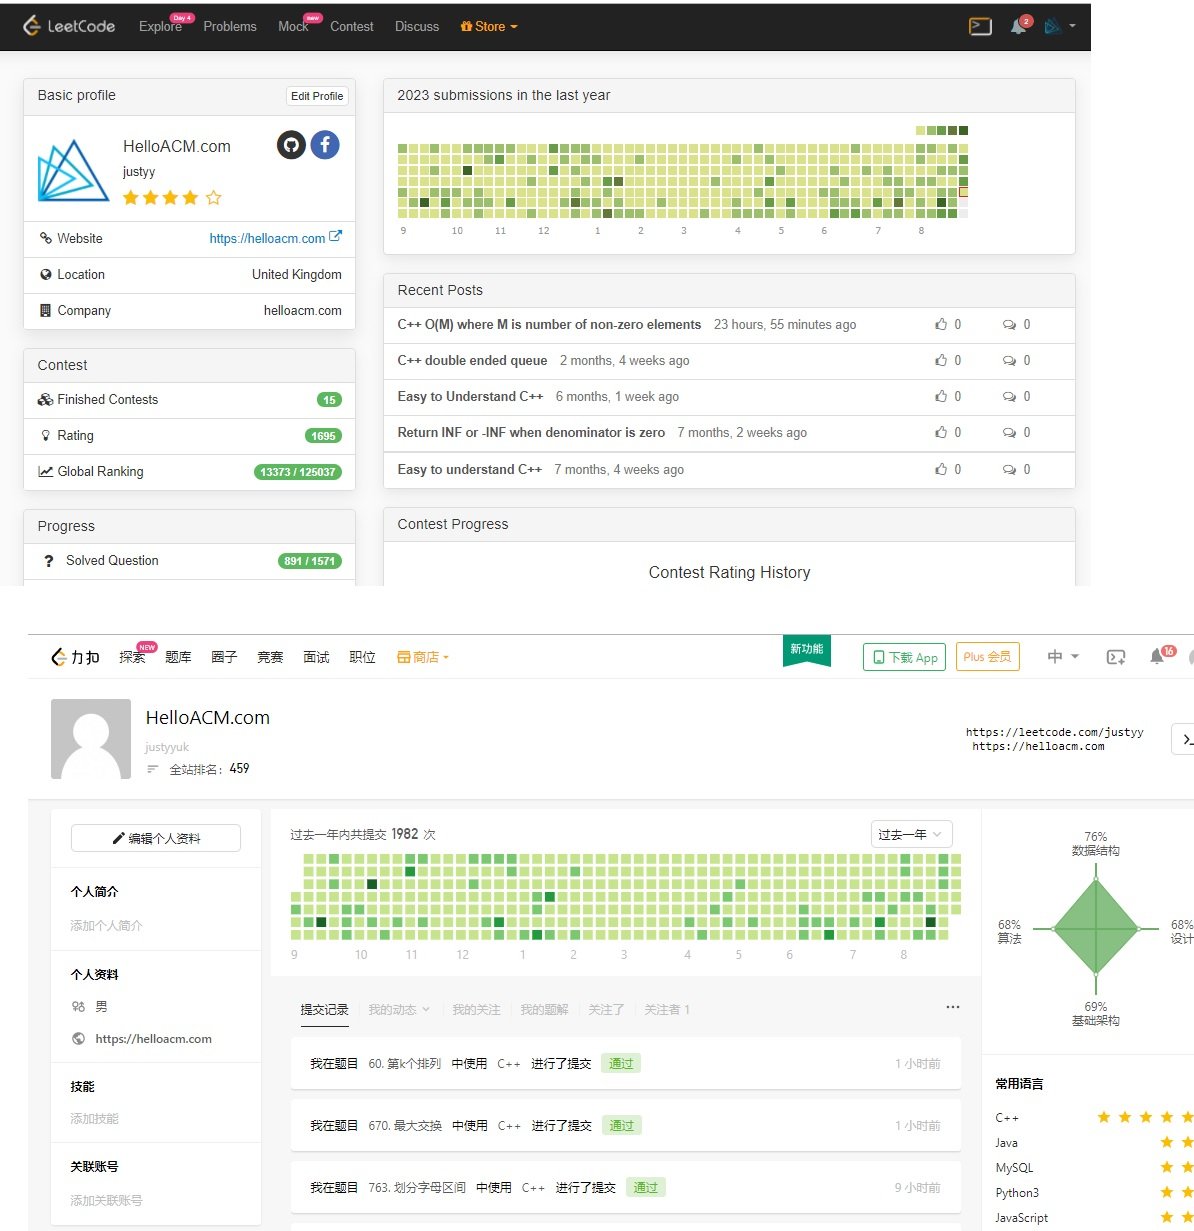 LeetCode Explore Day 4 Problems Mock new Contest Discuss Store 2
Basic profile Edit Profile
HelloACM.com
justyy
Website https://helloacm.com
Location United Kingdom
Company helloacm.com
Contest
Finished Contests 15
Rating 1695
Global Ranking 13373 / 125037
Progress
? Solved Question 891 / 1571
2023 submissions in the last year
9 10 11 12 1 2 3 4 5 6 7 8
Recent Posts
C++ O(M) where M is number of non-zero elements 23 hours, 55 minutes ago 0 0
C++ double ended queue 2 months, 4 weeks ago 0 0
Easy to Understand C++ 6 months, 1 week ago 0 0
Return INF or -INF when denominator is zero 7 months, 2 weeks ago 0 0
Easy to understand C++ 7 months, 4 weeks ago 0 0
Contest Progress
Contest Rating History
力扣 探索 NEW 题库 圈子 竞赛 面试 职位 商店 新功能 下载 App Plus 会员 中 16
HelloACM.com
justyyuk
全站排名: 459
https://leetcode.com/justyy
https://helloacm.com
编辑个人资料
个人简介
添加个人简介
个人资料
男
https://helloacm.com
技能
添加技能
关联账号
添加关联账号
过去一年内共提交 1982 次 过去一年
9 10 11 12 1 2 3 4 5 6 7 8
提交记录 我的动态 我的关注 我的题解 关注了 关注者 1 ···
我在题目 60. 第k个排列 中使用 C++ 进行了提交 通过 1 小时前
我在题目 670. 最大交换 中使用 C++ 进行了提交 通过 1 小时前
我在题目 763. 划分字母区间 中使用 C++ 进行了提交 通过 9 小时前
76%
数据结构
68%
算法
68%
设计
69%
基础架构
常用语言
C++
Java
MySQL
Python3
JavaScript